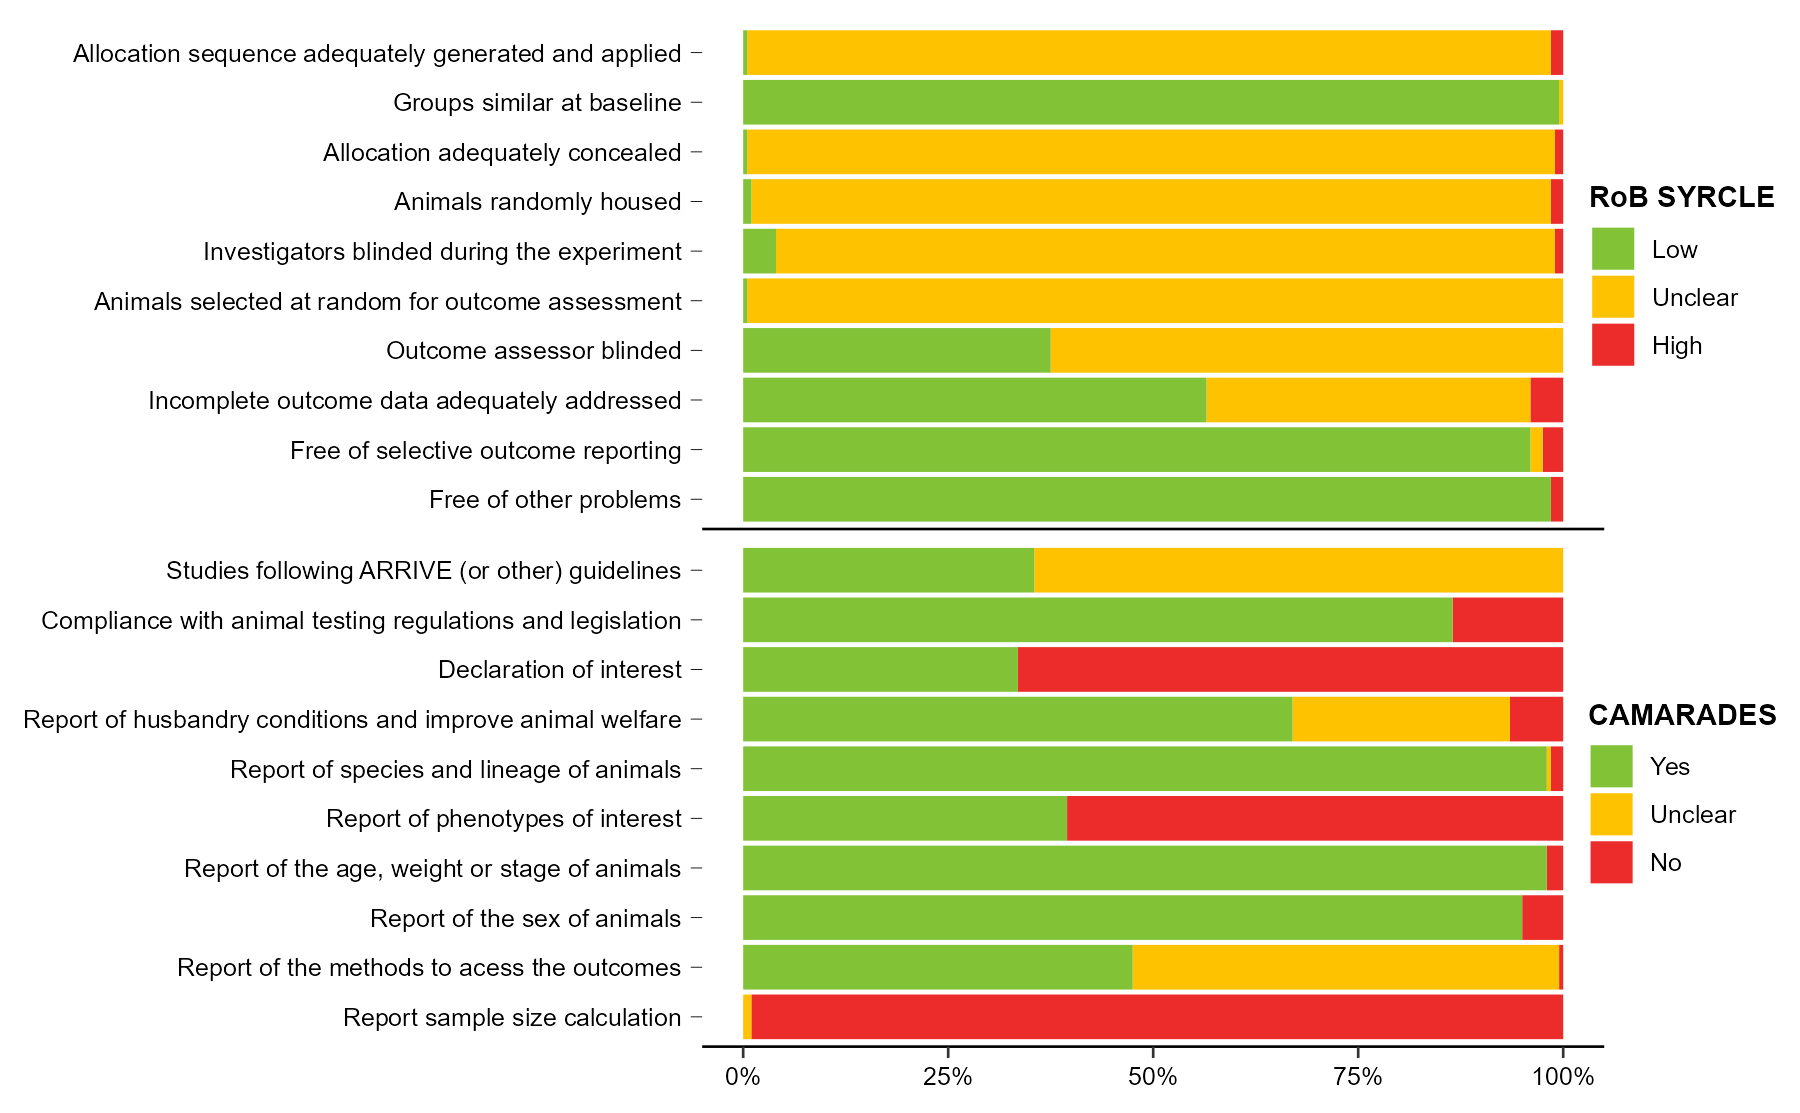 Allocation sequence adequately generated and applied
Groups similar at baseline
Allocation adequately concealed
Animals randomly housed
Investigators blinded during the experiment
Animals selected at random for outcome assessment
Outcome assessor blinded
Incomplete outcome data adequately addressed
Free of selective outcome reporting
Free of other problems
RoB SYRCLE
Low
Unclear
High
Studies following ARRIVE (or other) guidelines
Compliance with animal testing regulations and legislation
Declaration of interest
Report of husbandry conditions and improve animal welfare
Report of species and lineage of animals
Report of phenotypes of interest
Report of the age, weight or stage of animals
Report of the sex of animals
Report of the methods to acess the outcomes
Report sample size calculation
CAMARADES
Yes
Unclear
No
0% 25% 50% 75% 100%